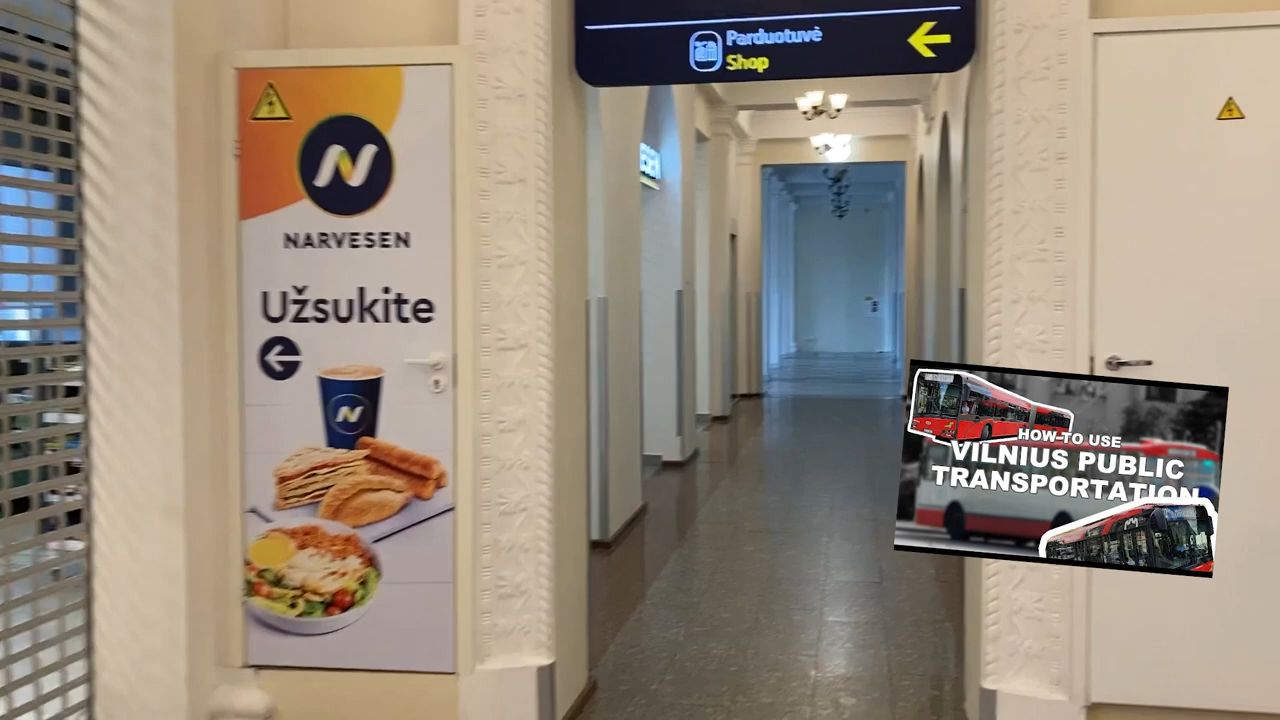 Parduotuvė
Shop
NARVESEN
Užsukite
HOW TO USE
VILNIUS PUBLIC
TRANSPORTATION